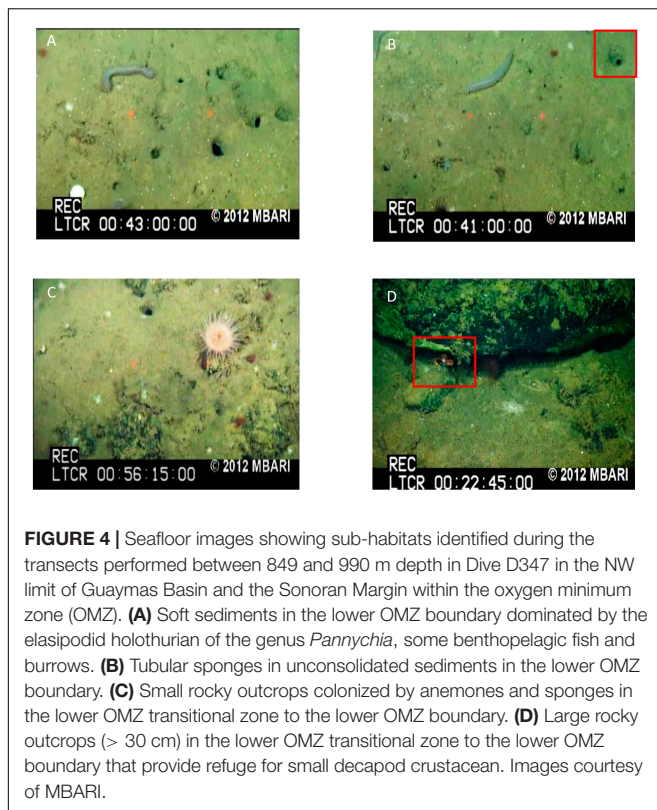 A
REC
LTCR 00:43:00:00 © 2012 MBARI
B
REC
LTCR 00:41:00:00 © 2012 MBARI
C
REC
LTCR 00:56:15:00 © 2012 MBARI
D
REC
LTCR 00:22:45:00 © 2012 MBARI
FIGURE 4 | Seafloor images showing sub-habitats identified during the
transects performed between 849 and 990 m depth in Dive D347 in the NW
limit of Guaymas Basin and the Sonoran Margin within the oxygen minimum
zone (OMZ). (A) Soft sediments in the lower OMZ boundary dominated by the
elasipodid holothurian of the genus Pannychia, some benthopelagic fish and
burrows. (B) Tubular sponges in unconsolidated sediments in the lower OMZ
boundary. (C) Small rocky outcrops colonized by anemones and sponges in
the lower OMZ transitional zone to the lower OMZ boundary. (D) Large rocky
outcrops (> 30 cm) in the lower OMZ transitional zone to the lower OMZ
boundary that provide refuge for small decapod crustacean. Images courtesy
of MBARI.